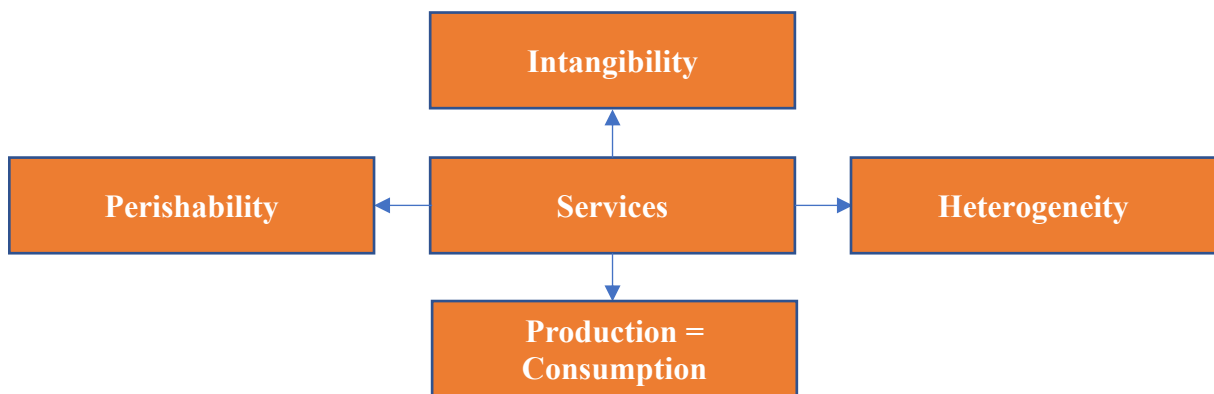 Intangibility
Perishability
Services
Heterogeneity
Production =
Consumption